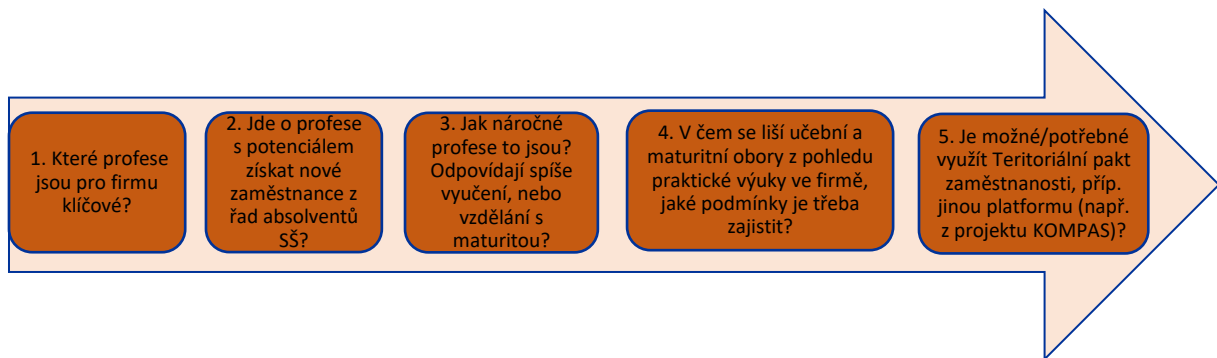 1. Které profese
jsou pro firmu
klíčové?
2. Jde o profese
s potenciálem
získat nové
zaměstnance z
řad absolventů
SŠ?
3. Jak náročné
profese to jsou?
Odpovídají spíše
vyučení, nebo
vzdělání s
maturitou?
4. V čem se liší učební a
maturitní obory z pohledu
praktické výuky ve firmě,
jaké podmínky je třeba
zajistit?
5. Je možné/potřebné
využít Teritoriální pakt
zaměstnanosti, příp.
jinou platformu (např.
z projektu KOMPAS)?